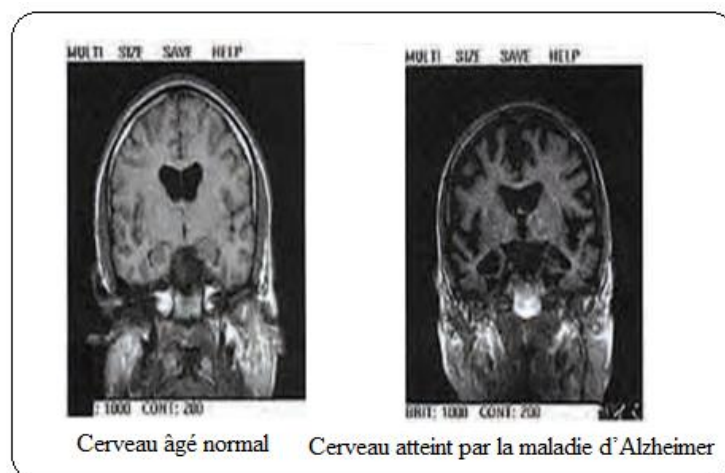 MULTI SIZE SAVE HELP
MULTI SIZE SAVE HELP
: 1000 CONT: 200
BRIT: 1000 CONT: 200
Cerveau âgé normal
Cerveau atteint par la maladie d’Alzheimer